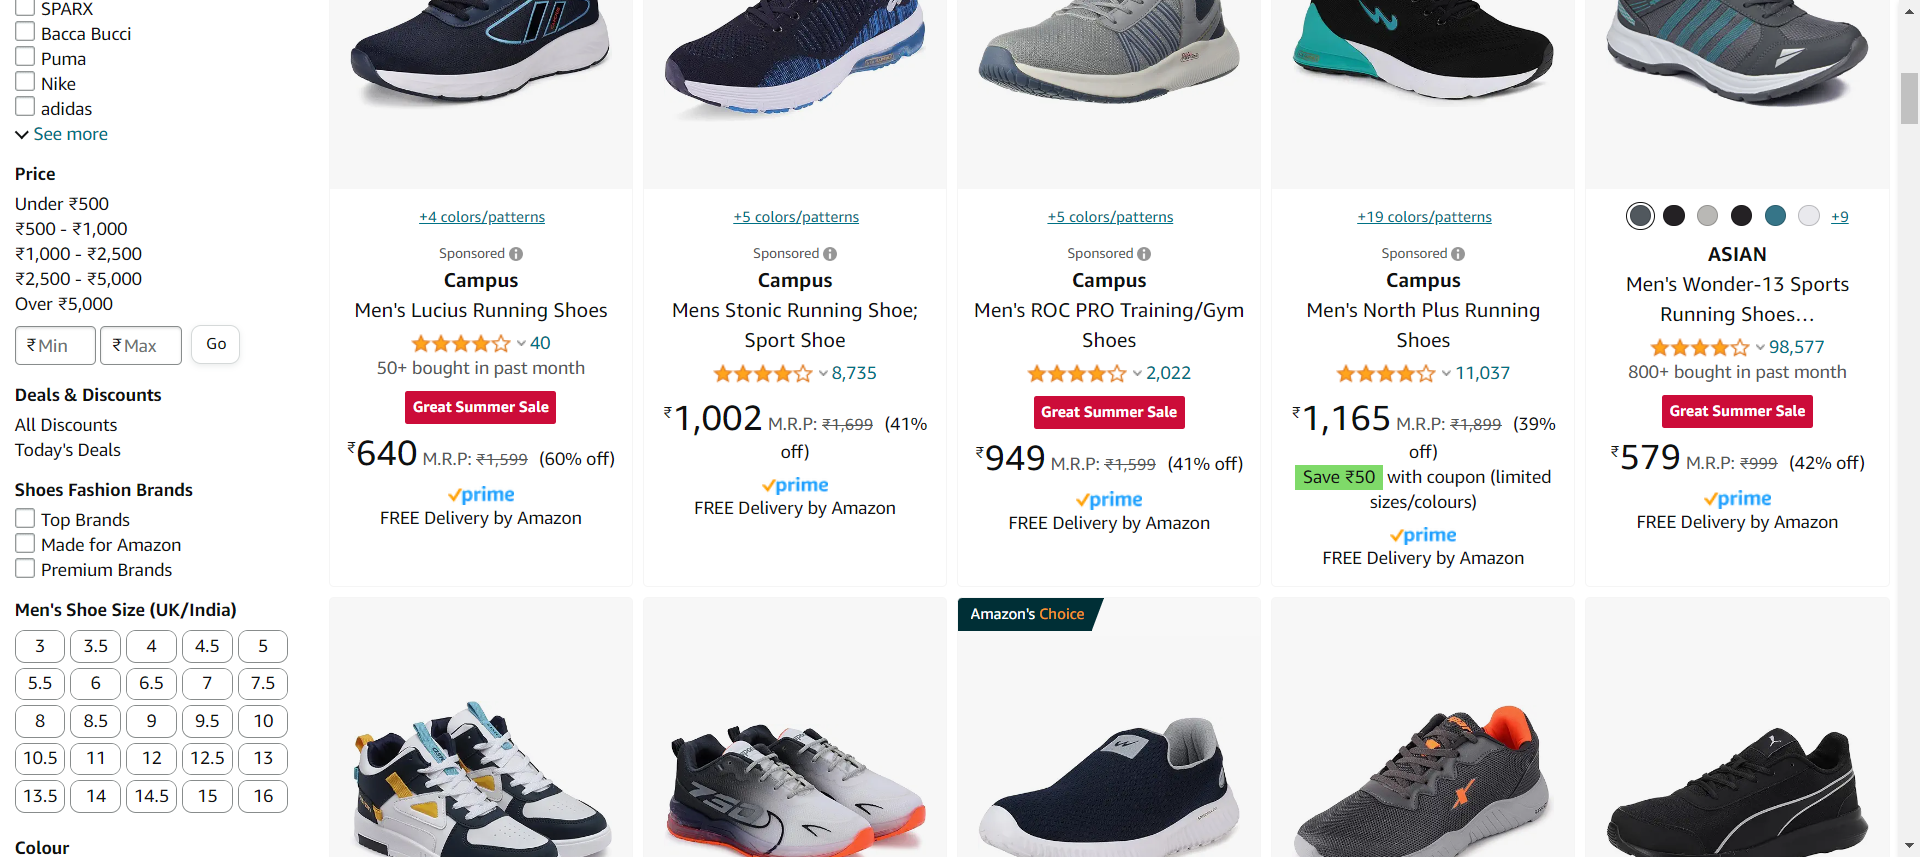 SPARX
Bacca Bucci
Puma
Nike
adidas
See more
Price
Under ₹500
₹500 - ₹1,000
₹1,000 - ₹2,500
₹2,500 - ₹5,000
Over ₹5,000
₹ Min
₹ Max
Go
Deals & Discounts
All Discounts
Today's Deals
Shoes Fashion Brands
Top Brands
Made for Amazon
Premium Brands
Men's Shoe Size (UK/India)
3 3.5 4 4.5 5
5.5 6 6.5 7 7.5
8 8.5 9 9.5 10
10.5 11 12 12.5 13
13.5 14 14.5 15 16
Colour
+4 colors/patterns
Sponsored
Campus
Men's Lucius Running Shoes
40
50+ bought in past month
Great Summer Sale
₹640 M.R.P: ₹1,599 (60% off)
prime
FREE Delivery by Amazon
+5 colors/patterns
Sponsored
Campus
Mens Stonic Running Shoe;
Sport Shoe
8,735
₹1,002 M.R.P: ₹1,699 (41%
off)
prime
FREE Delivery by Amazon
+5 colors/patterns
Sponsored
Campus
Men's ROC PRO Training/Gym
Shoes
2,022
Great Summer Sale
₹949 M.R.P: ₹1,599 (41% off)
prime
FREE Delivery by Amazon
+19 colors/patterns
Sponsored
Campus
Men's North Plus Running
Shoes
11,037
₹1,165 M.R.P: ₹1,899 (39%
off)
Save ₹50 with coupon (limited
sizes/colours)
prime
FREE Delivery by Amazon
+9
ASIAN
Men's Wonder-13 Sports
Running Shoes...
98,577
800+ bought in past month
Great Summer Sale
₹579 M.R.P: ₹999 (42% off)
prime
FREE Delivery by Amazon
750
Amazon's Choice